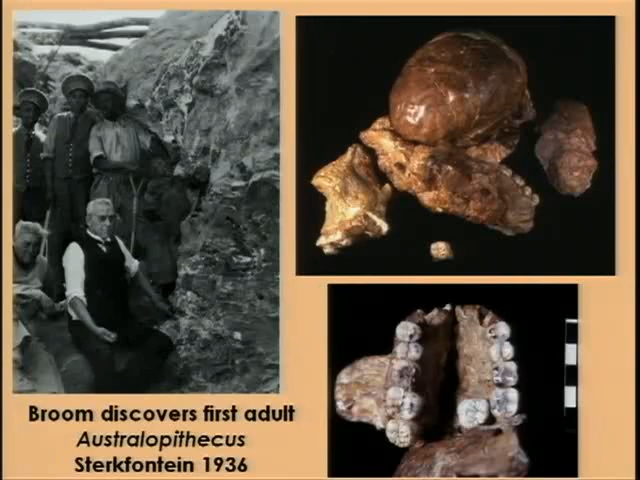 Broom discovers first adult
Australopithecus
Sterkfontein 1936